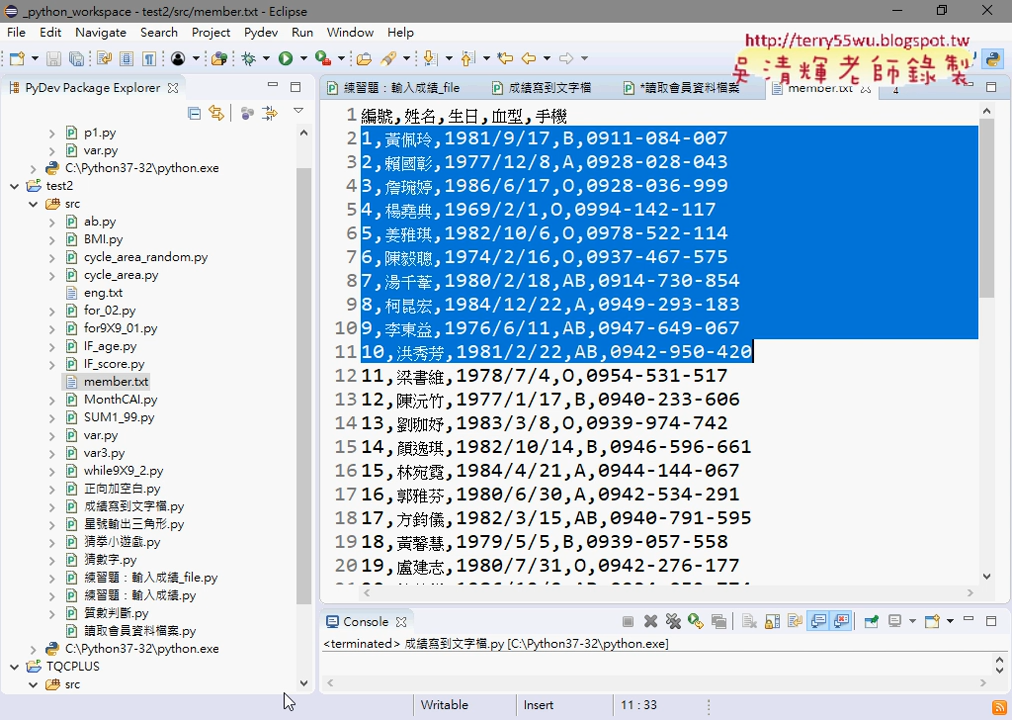 _python_workspace - test2/src/member.txt - Eclipse
File Edit Navigate Search Project Pydev Run Window Help
http://terry55wu.blogspot.tw
吳清輝老師錄製
PyDev Package Explorer
練習題：輸入成績_file
成績寫到文字檔
*讀取會員資料檔案
member.txt
p1.py
var.py
C:\Python37-32\python.exe
test2
src
ab.py
BMI.py
cycle_area_random.py
cycle_area.py
eng.txt
for_02.py
for9X9_01.py
IF_age.py
IF_score.py
member.txt
MonthCAI.py
SUM1_99.py
var.py
var3.py
while9X9_2.py
正向加空白.py
成績寫到文字檔.py
星號輸出三角形.py
猜拳小遊戲.py
猜數字.py
練習題：輸入成績_file.py
練習題：輸入成績.py
質數判斷.py
讀取會員資料檔案.py
C:\Python37-32\python.exe
TQCPLUS
src
1 編號,姓名,生日,血型,手機
2 1,黃佩玲,1981/9/17,B,0911-084-007
3 2,賴國彰,1977/12/8,A,0928-028-043
4 3,詹琬婷,1986/6/17,O,0928-036-999
5 4,楊堯典,1969/2/1,O,0994-142-117
6 5,姜雅琪,1982/10/6,O,0978-522-114
7 6,陳毅聰,1974/2/16,O,0937-467-575
8 7,湯千葦,1980/2/18,AB,0914-730-854
9 8,柯昆宏,1984/12/22,A,0949-293-183
10 9,李東益,1976/6/11,AB,0947-649-067
11 10,洪秀芳,1981/2/22,AB,0942-950-420
12 11,梁書維,1978/7/4,O,0954-531-517
13 12,陳沅竹,1977/1/17,B,0940-233-606
14 13,劉珈妤,1983/3/8,O,0939-974-742
15 14,顏逸琪,1982/10/14,B,0946-596-661
16 15,林宛霓,1984/4/21,A,0944-144-067
17 16,郭雅芬,1980/6/30,A,0942-534-291
18 17,方鈞儀,1982/3/15,AB,0940-791-595
19 18,黃馨慧,1979/5/5,B,0939-057-558
20 19,盧建志,1980/7/31,O,0942-276-177
Console
<terminated> 成績寫到文字檔.py [C:\Python37-32\python.exe]
Writable Insert 11 : 33